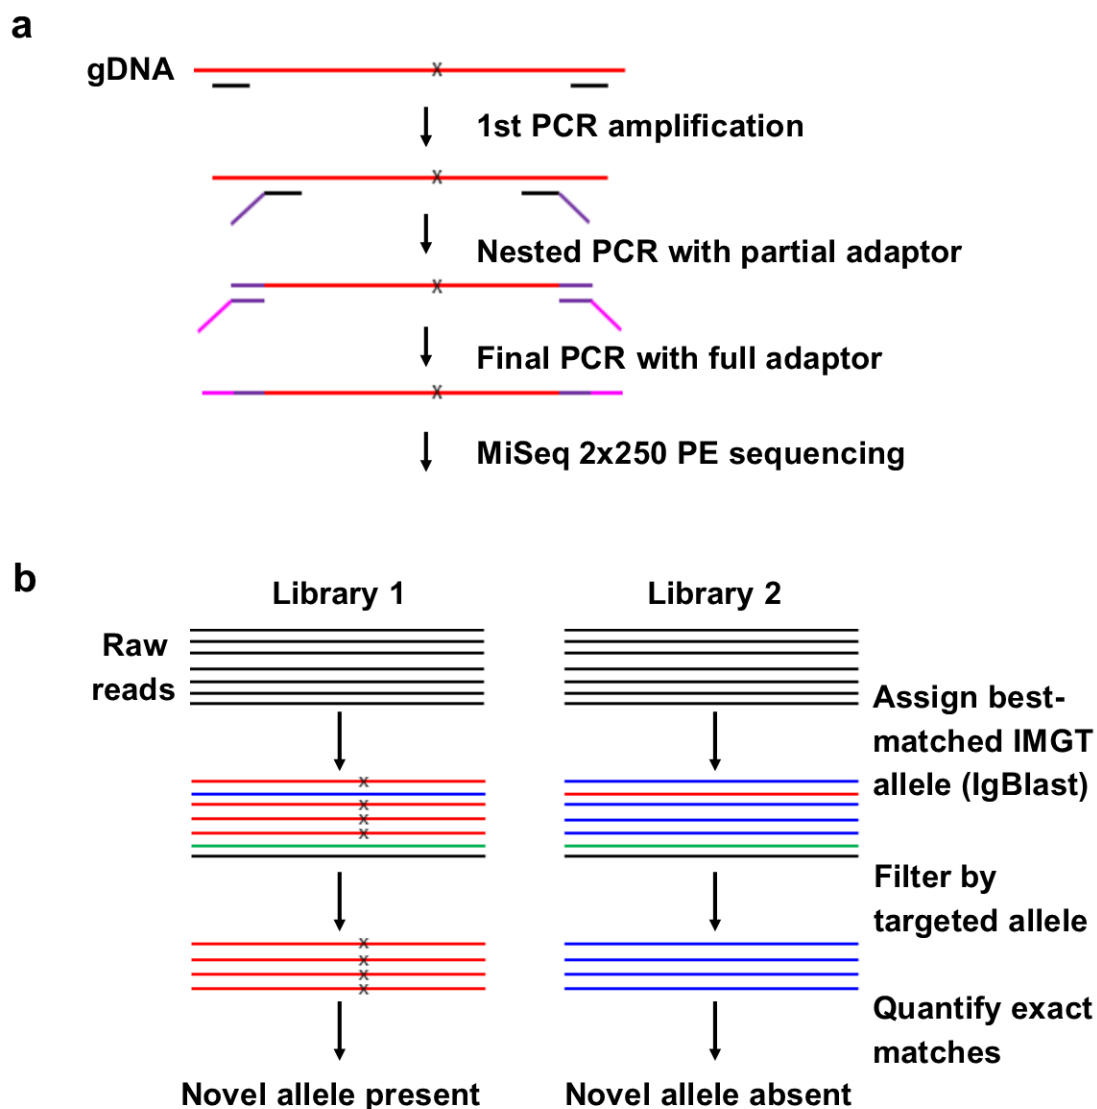 a
gDNA
x
1st PCR amplification
x
Nested PCR with partial adaptor
x
Final PCR with full adaptor
x
MiSeq 2x250 PE sequencing
b
Library 1
Library 2
Raw
reads
Assign best-
matched IMGT
allele (IgBlast)
x
x
x
x
Filter by
targeted allele
x
x
x
x
Quantify exact
matches
Novel allele present
Novel allele absent